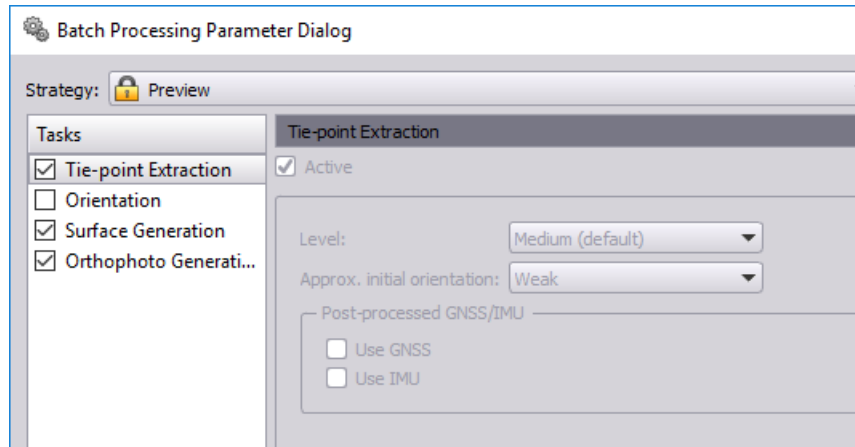 Batch Processing Parameter Dialog
Strategy: Preview
Tasks
Tie-point Extraction
Orientation
Surface Generation
Orthophoto Generati...
Tie-point Extraction
Active
Level: Medium (default)
Approx. initial orientation: Weak
Post-processed GNSS/IMU
Use GNSS
Use IMU